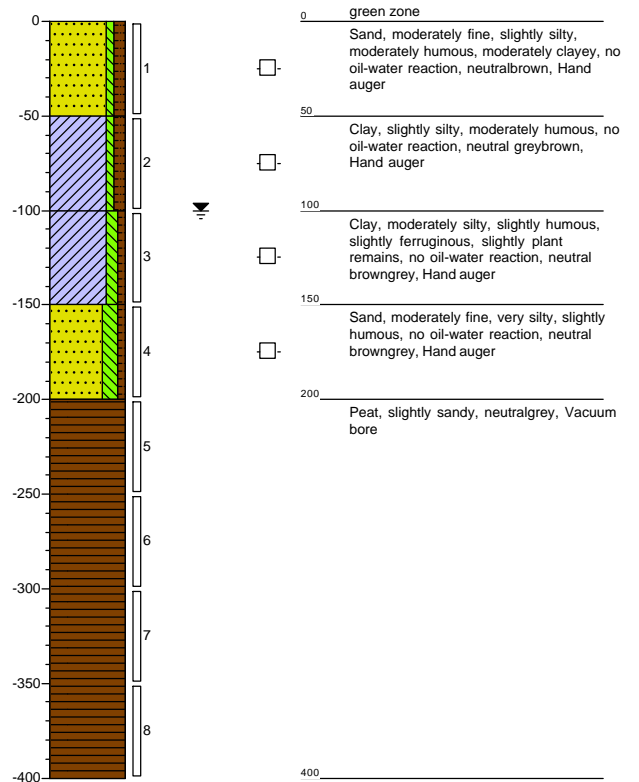 0
-50
-100
-150
-200
-250
-300
-350
-400
1
2
3
4
5
6
7
8
0
green zone
Sand, moderately fine, slightly silty,
moderately humous, moderately clayey, no
oil-water reaction, neutralbrown, Hand
auger
50
Clay, slightly silty, moderately humous, no
oil-water reaction, neutral greybrown,
Hand auger
100
Clay, moderately silty, slightly humous,
slightly ferruginous, slightly plant
remains, no oil-water reaction, neutral
browngrey, Hand auger
150
Sand, moderately fine, very silty, slightly
humous, no oil-water reaction, neutral
browngrey, Hand auger
200
Peat, slightly sandy, neutralgrey, Vacuum
bore
400